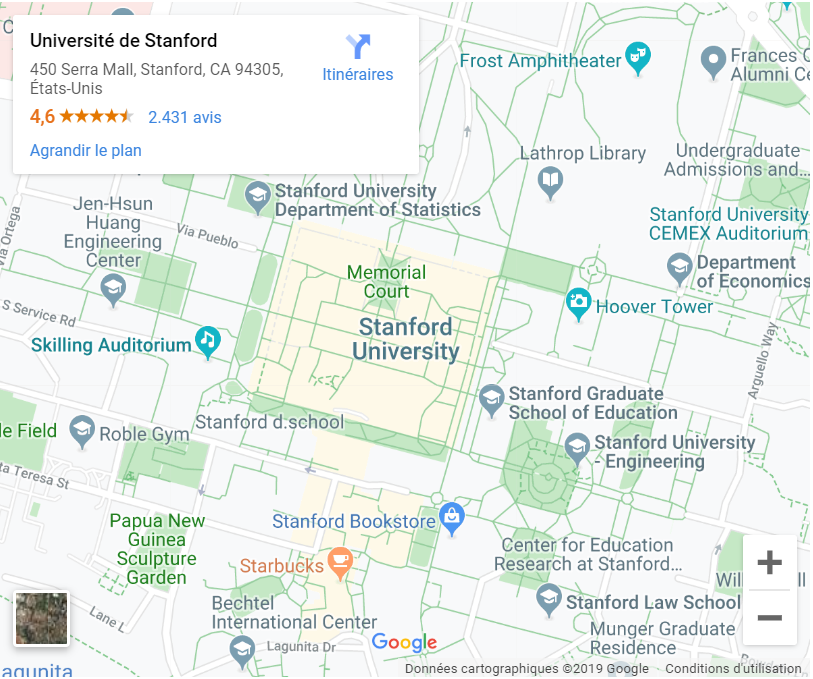 Université de Stanford
450 Serra Mall, Stanford, CA 94305,
États-Unis
Itinéraires
4,6
2.431 avis
Agrandir le plan
Frost Amphitheater
Frances
Alumni
Lathrop Library
Undergraduate
Admissions and...
Stanford University
Department of Statistics
Jen-Hsun
Huang
Engineering
Center
Via Ortega
Via Pueblo
Stanford University
CEMEX Auditorium
Department
of Economics
Memorial
Court
Hoover Tower
S Service Rd
Stanford
University
Skilling Auditorium
Arguello Way
Stanford Graduate
School of Education
Stanford d.school
Field
Roble Gym
Stanford University
- Engineering
Teresa St
Papua New
Guinea
Sculpture
Garden
Stanford Bookstore
Center for Education
Research at Stanford...
Starbucks
Bechtel
International Center
Stanford Law School
Lane L
Lagunita Dr
Google
Munger Graduate
Residence
Données cartographiques ©2019 Google
Conditions d'utilisation